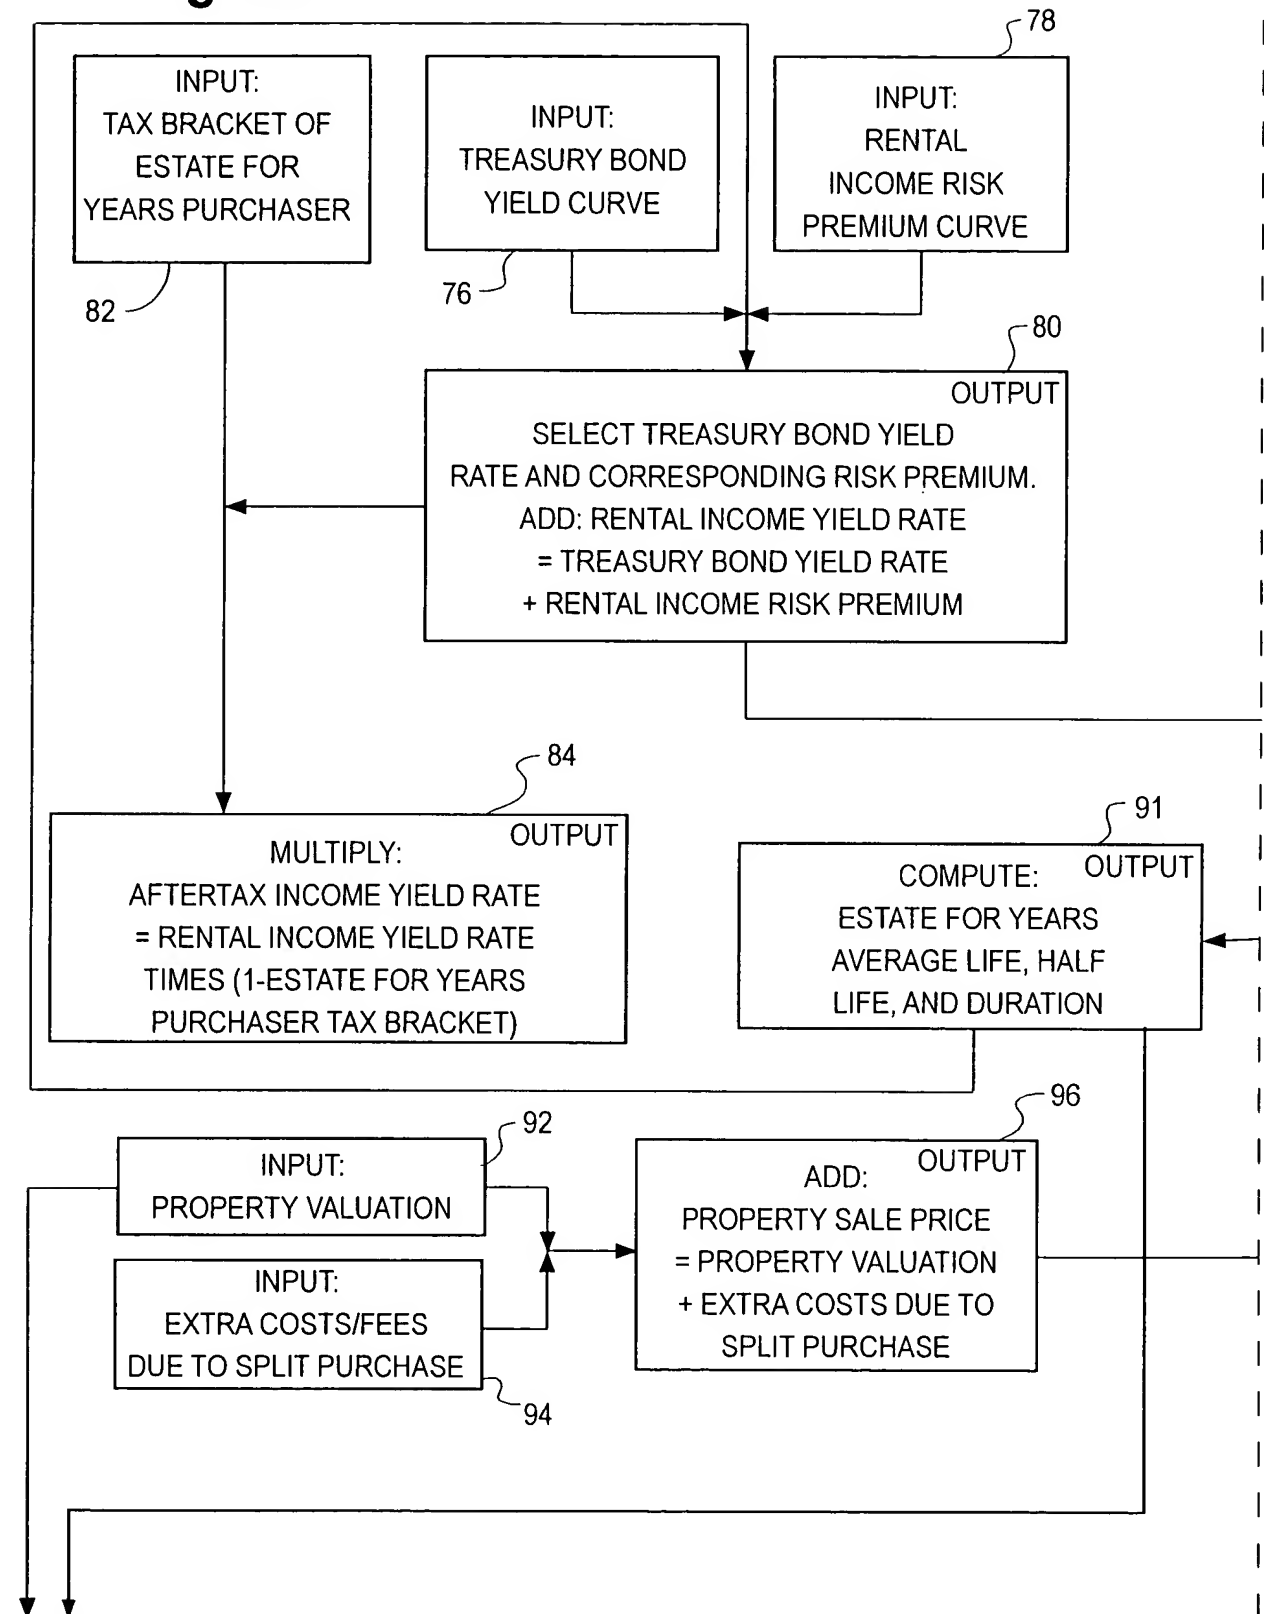 78
INPUT:
TAX BRACKET OF
ESTATE FOR
YEARS PURCHASER
82
INPUT:
TREASURY BOND
YIELD CURVE
76
INPUT:
RENTAL
INCOME RISK
PREMIUM CURVE
80
OUTPUT
SELECT TREASURY BOND YIELD
RATE AND CORRESPONDING RISK PREMIUM.
ADD: RENTAL INCOME YIELD RATE
= TREASURY BOND YIELD RATE
+ RENTAL INCOME RISK PREMIUM
84
OUTPUT
MULTIPLY:
AFTERTAX INCOME YIELD RATE
= RENTAL INCOME YIELD RATE
TIMES (1-ESTATE FOR YEARS
PURCHASER TAX BRACKET)
91
OUTPUT
COMPUTE:
ESTATE FOR YEARS
AVERAGE LIFE, HALF
LIFE, AND DURATION
92
INPUT:
PROPERTY VALUATION
INPUT:
EXTRA COSTS/FEES
DUE TO SPLIT PURCHASE
94
96
OUTPUT
ADD:
PROPERTY SALE PRICE
= PROPERTY VALUATION
+ EXTRA COSTS DUE TO
SPLIT PURCHASE